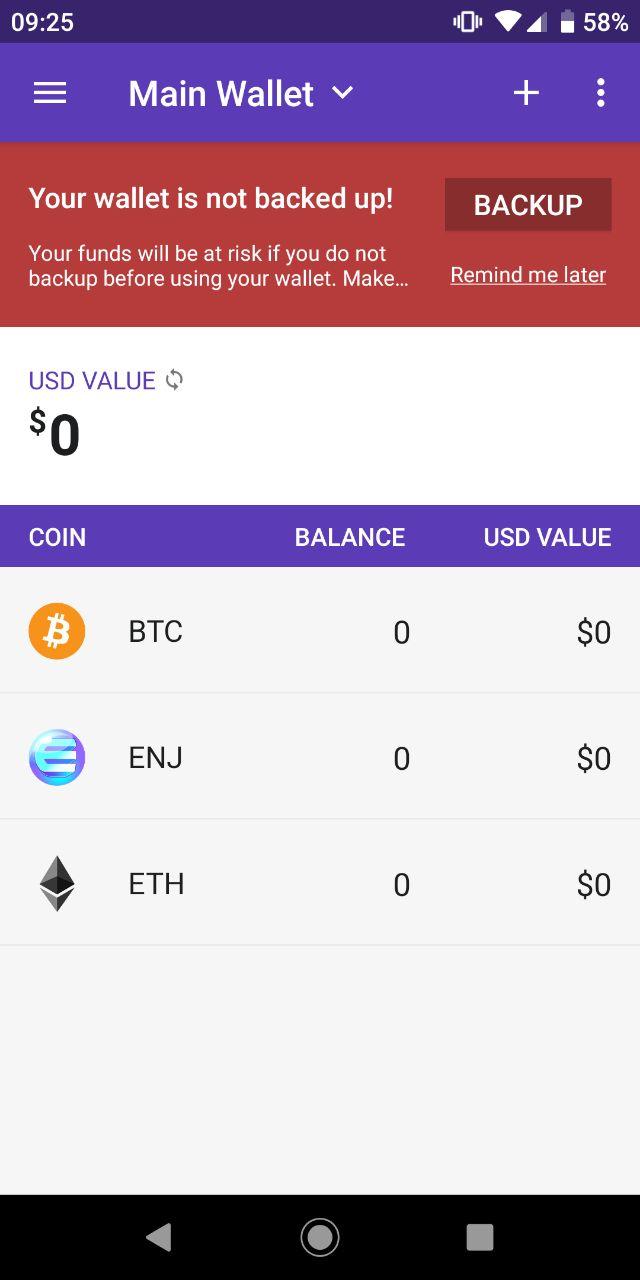 09:25 58%
Main Wallet
Your wallet is not backed up!
BACKUP
Your funds will be at risk if you do not
backup before using your wallet. Make...
Remind me later
USD VALUE
$0
COIN BALANCE USD VALUE
BTC 0 $0
ENJ 0 $0
ETH 0 $0